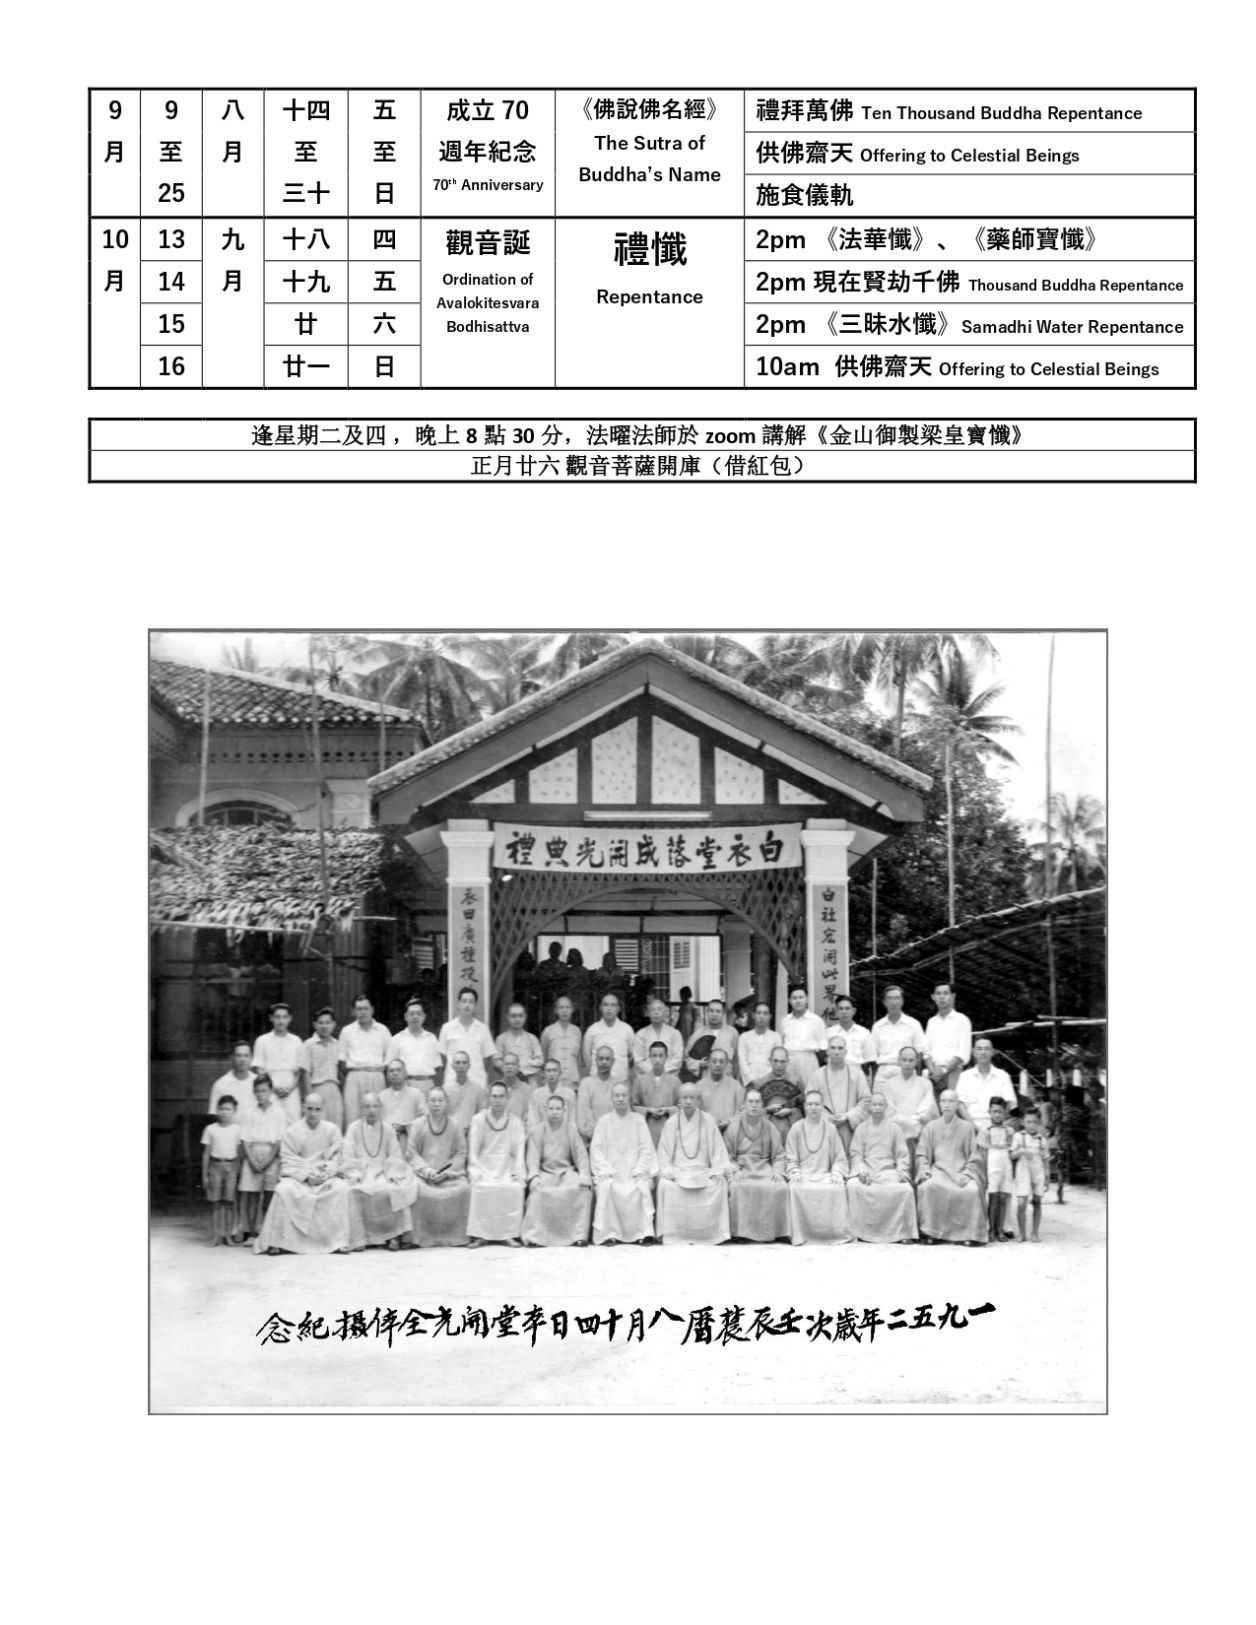 9月 9至25 八月 十四至三十 五至日 成立 70 週年紀念 70th Anniversary 《佛說佛名經》 The Sutra of Buddha’s Name 禮拜萬佛 Ten Thousand Buddha Repentance
供佛齋天 Offering to Celestial Beings
施食儀軌
10月 13 九月 十八 四 觀音誕 Ordination of Avalokitesvara Bodhisattva 禮懺 Repentance 2pm 《法華懺》、《藥師寶懺》
14 十九 五 2pm 現在賢劫千佛 Thousand Buddha Repentance
15 廿 六 2pm 《三昧水懺》 Samadhi Water Repentance
16 廿一 日 10am 供佛齋天 Offering to Celestial Beings
逢星期二及四 ，晚上 8 點 30 分，法曜法師於 zoom 講解《金山御製梁皇寶懺》
正月廿六 觀音菩薩開庫（借紅包）
白衣堂落成開光典禮
白社宏開此界他
衣田廣種
一九五二年歲次壬辰農曆八月十四日本堂開光全体攝紀念